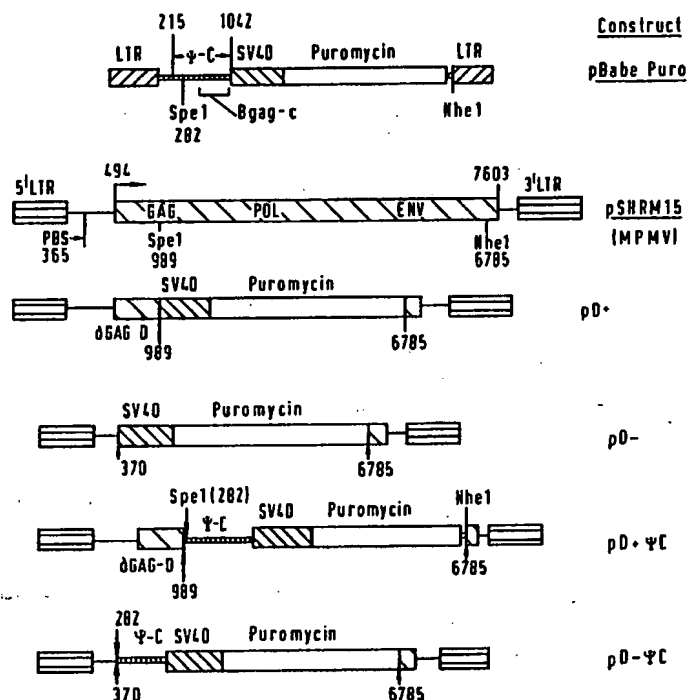 215 1042 Construct
LTR Ψ-C SV40 Puromycin LTR pBabe Puro
Spe1 Bgag-c Nhe1
282
494 7603
5'LTR 3'LTR pSHRM15
GAG POL ENV
PBS Spe1 Nhe1 (MPMV)
365 989 6785
SV40 Puromycin
pD+
∂GAG D 989 6785
SV40 Puromycin
pD-
370 6785
Spe1(282) Nhe1
Ψ-C SV40 Puromycin
pD+ΨC
∂GAG-D 6785
989
282
Ψ-C SV40 Puromycin
pD-ΨC
370 6785